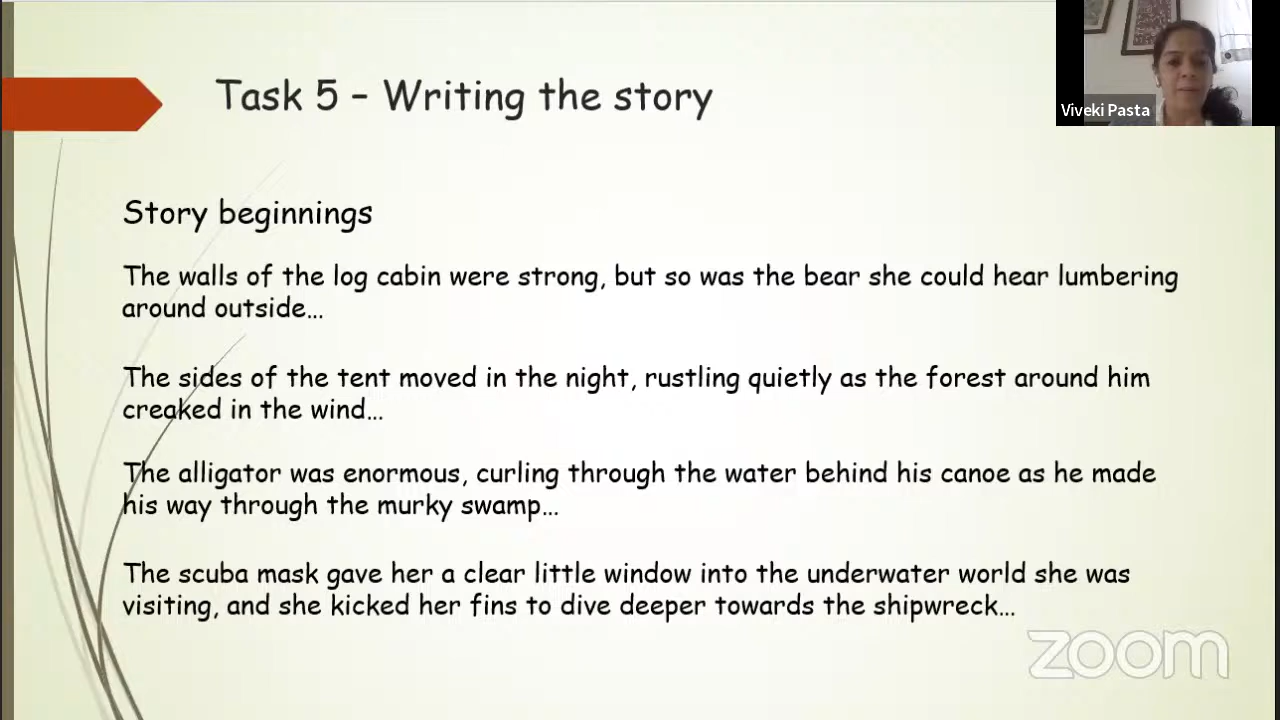 Task 5 – Writing the story
Viveki Pasta
Story beginnings
The walls of the log cabin were strong, but so was the bear she could hear lumbering
around outside…
The sides of the tent moved in the night, rustling quietly as the forest around him
creaked in the wind…
The alligator was enormous, curling through the water behind his canoe as he made
his way through the murky swamp…
The scuba mask gave her a clear little window into the underwater world she was
visiting, and she kicked her fins to dive deeper towards the shipwreck…
zoom